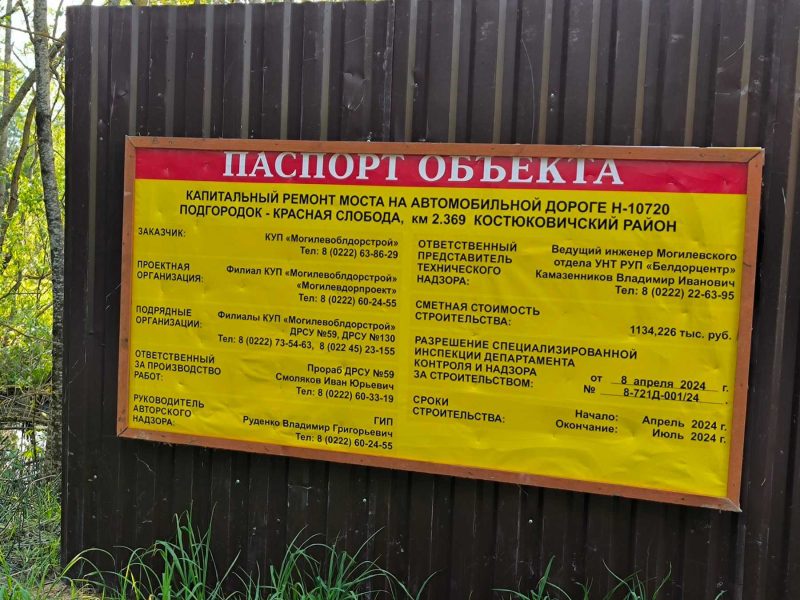 ПАСПОРТ ОБЪЕКТА
КАПИТАЛЬНЫЙ РЕМОНТ МОСТА НА АВТОМОБИЛЬНОЙ ДОРОГЕ Н-10720
ПОДГОРОДОК - КРАСНАЯ СЛОБОДА, км 2.369 КОСТЮКОВИЧСКИЙ РАЙОН
ЗАКАЗЧИК:
КУП «Могилевоблдорстрой»
Тел: 8 (0222) 63-86-29
ПРОЕКТНАЯ
ОРГАНИЗАЦИЯ:
Филиал КУП «Могилевоблдорстрой»
«Могилевдорпроект»
Тел: 8 (0222) 60-24-55
ПОДРЯДНЫЕ
ОРГАНИЗАЦИИ:
Филиалы КУП «Могилевоблдорстрой»
ДРСУ №59, ДРСУ №130
Тел: 8 (0222) 73-54-63, 8 (022 45) 23-155
ОТВЕТСТВЕННЫЙ
ЗА ПРОИЗВОДСТВО
РАБОТ:
Прораб ДРСУ №59
Смоляков Иван Юрьевич
Тел: 8 (0222) 60-33-19
РУКОВОДИТЕЛЬ
АВТОРСКОГО
НАДЗОРА:
ГИП
Руденко Владимир Григорьевич
Тел: 8 (0222) 60-24-55
ОТВЕТСТВЕННЫЙ
ПРЕДСТАВИТЕЛЬ
ТЕХНИЧЕСКОГО
НАДЗОРА:
Ведущий инженер Могилевского
отдела УНТ РУП «Белдорцентр»
Камазенников Владимир Иванович
Тел: 8 (0222) 22-63-95
СМЕТНАЯ СТОИМОСТЬ
СТРОИТЕЛЬСТВА:
1134,226 тыс. руб.
РАЗРЕШЕНИЕ СПЕЦИАЛИЗИРОВАННОЙ
ИНСПЕКЦИИ ДЕПАРТАМЕНТА
КОНТРОЛЯ И НАДЗОРА
ЗА СТРОИТЕЛЬСТВОМ:
от 8 апреля 2024 г.
№ 8-721Д-001/24
СРОКИ
СТРОИТЕЛЬСТВА:
Начало: Апрель 2024 г.
Окончание: Июль 2024 г.